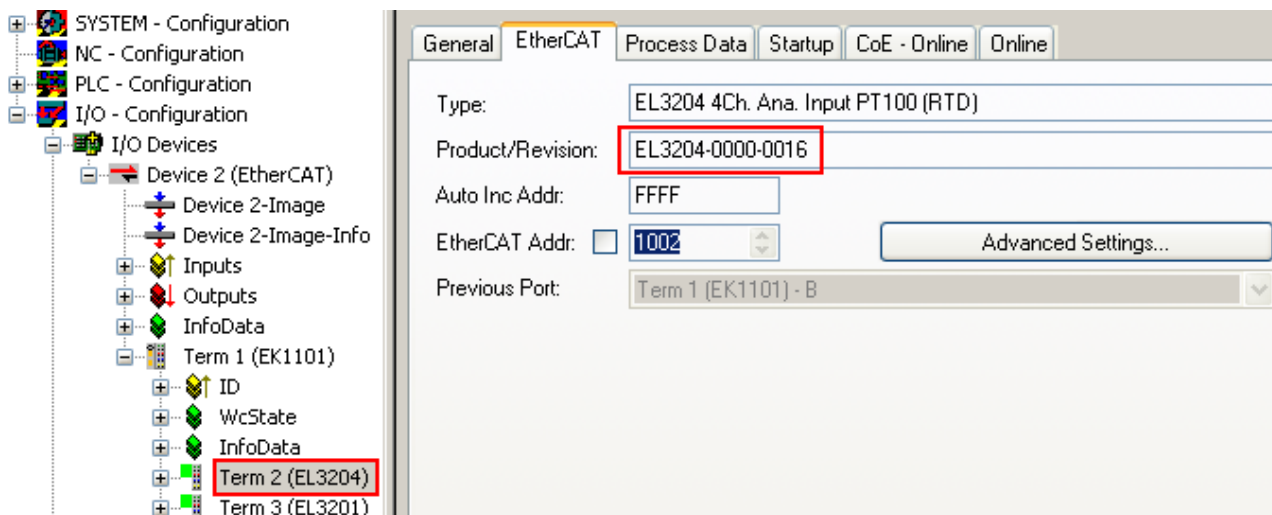 SYSTEM - Configuration
NC - Configuration
PLC - Configuration
I/O - Configuration
I/O Devices
Device 2 (EtherCAT)
Device 2-Image
Device 2-Image-Info
Inputs
Outputs
InfoData
Term 1 (EK1101)
ID
WcState
InfoData
Term 2 (EL3204)
Term 3 (EL3201)
General EtherCAT Process Data Startup CoE - Online Online
Type: EL3204 4Ch. Ana. Input PT100 (RTD)
Product/Revision: EL3204-0000-0016
Auto Inc Addr: FFFF
EtherCAT Addr: 1002 Advanced Settings...
Previous Port: Term 1 (EK1101) - B